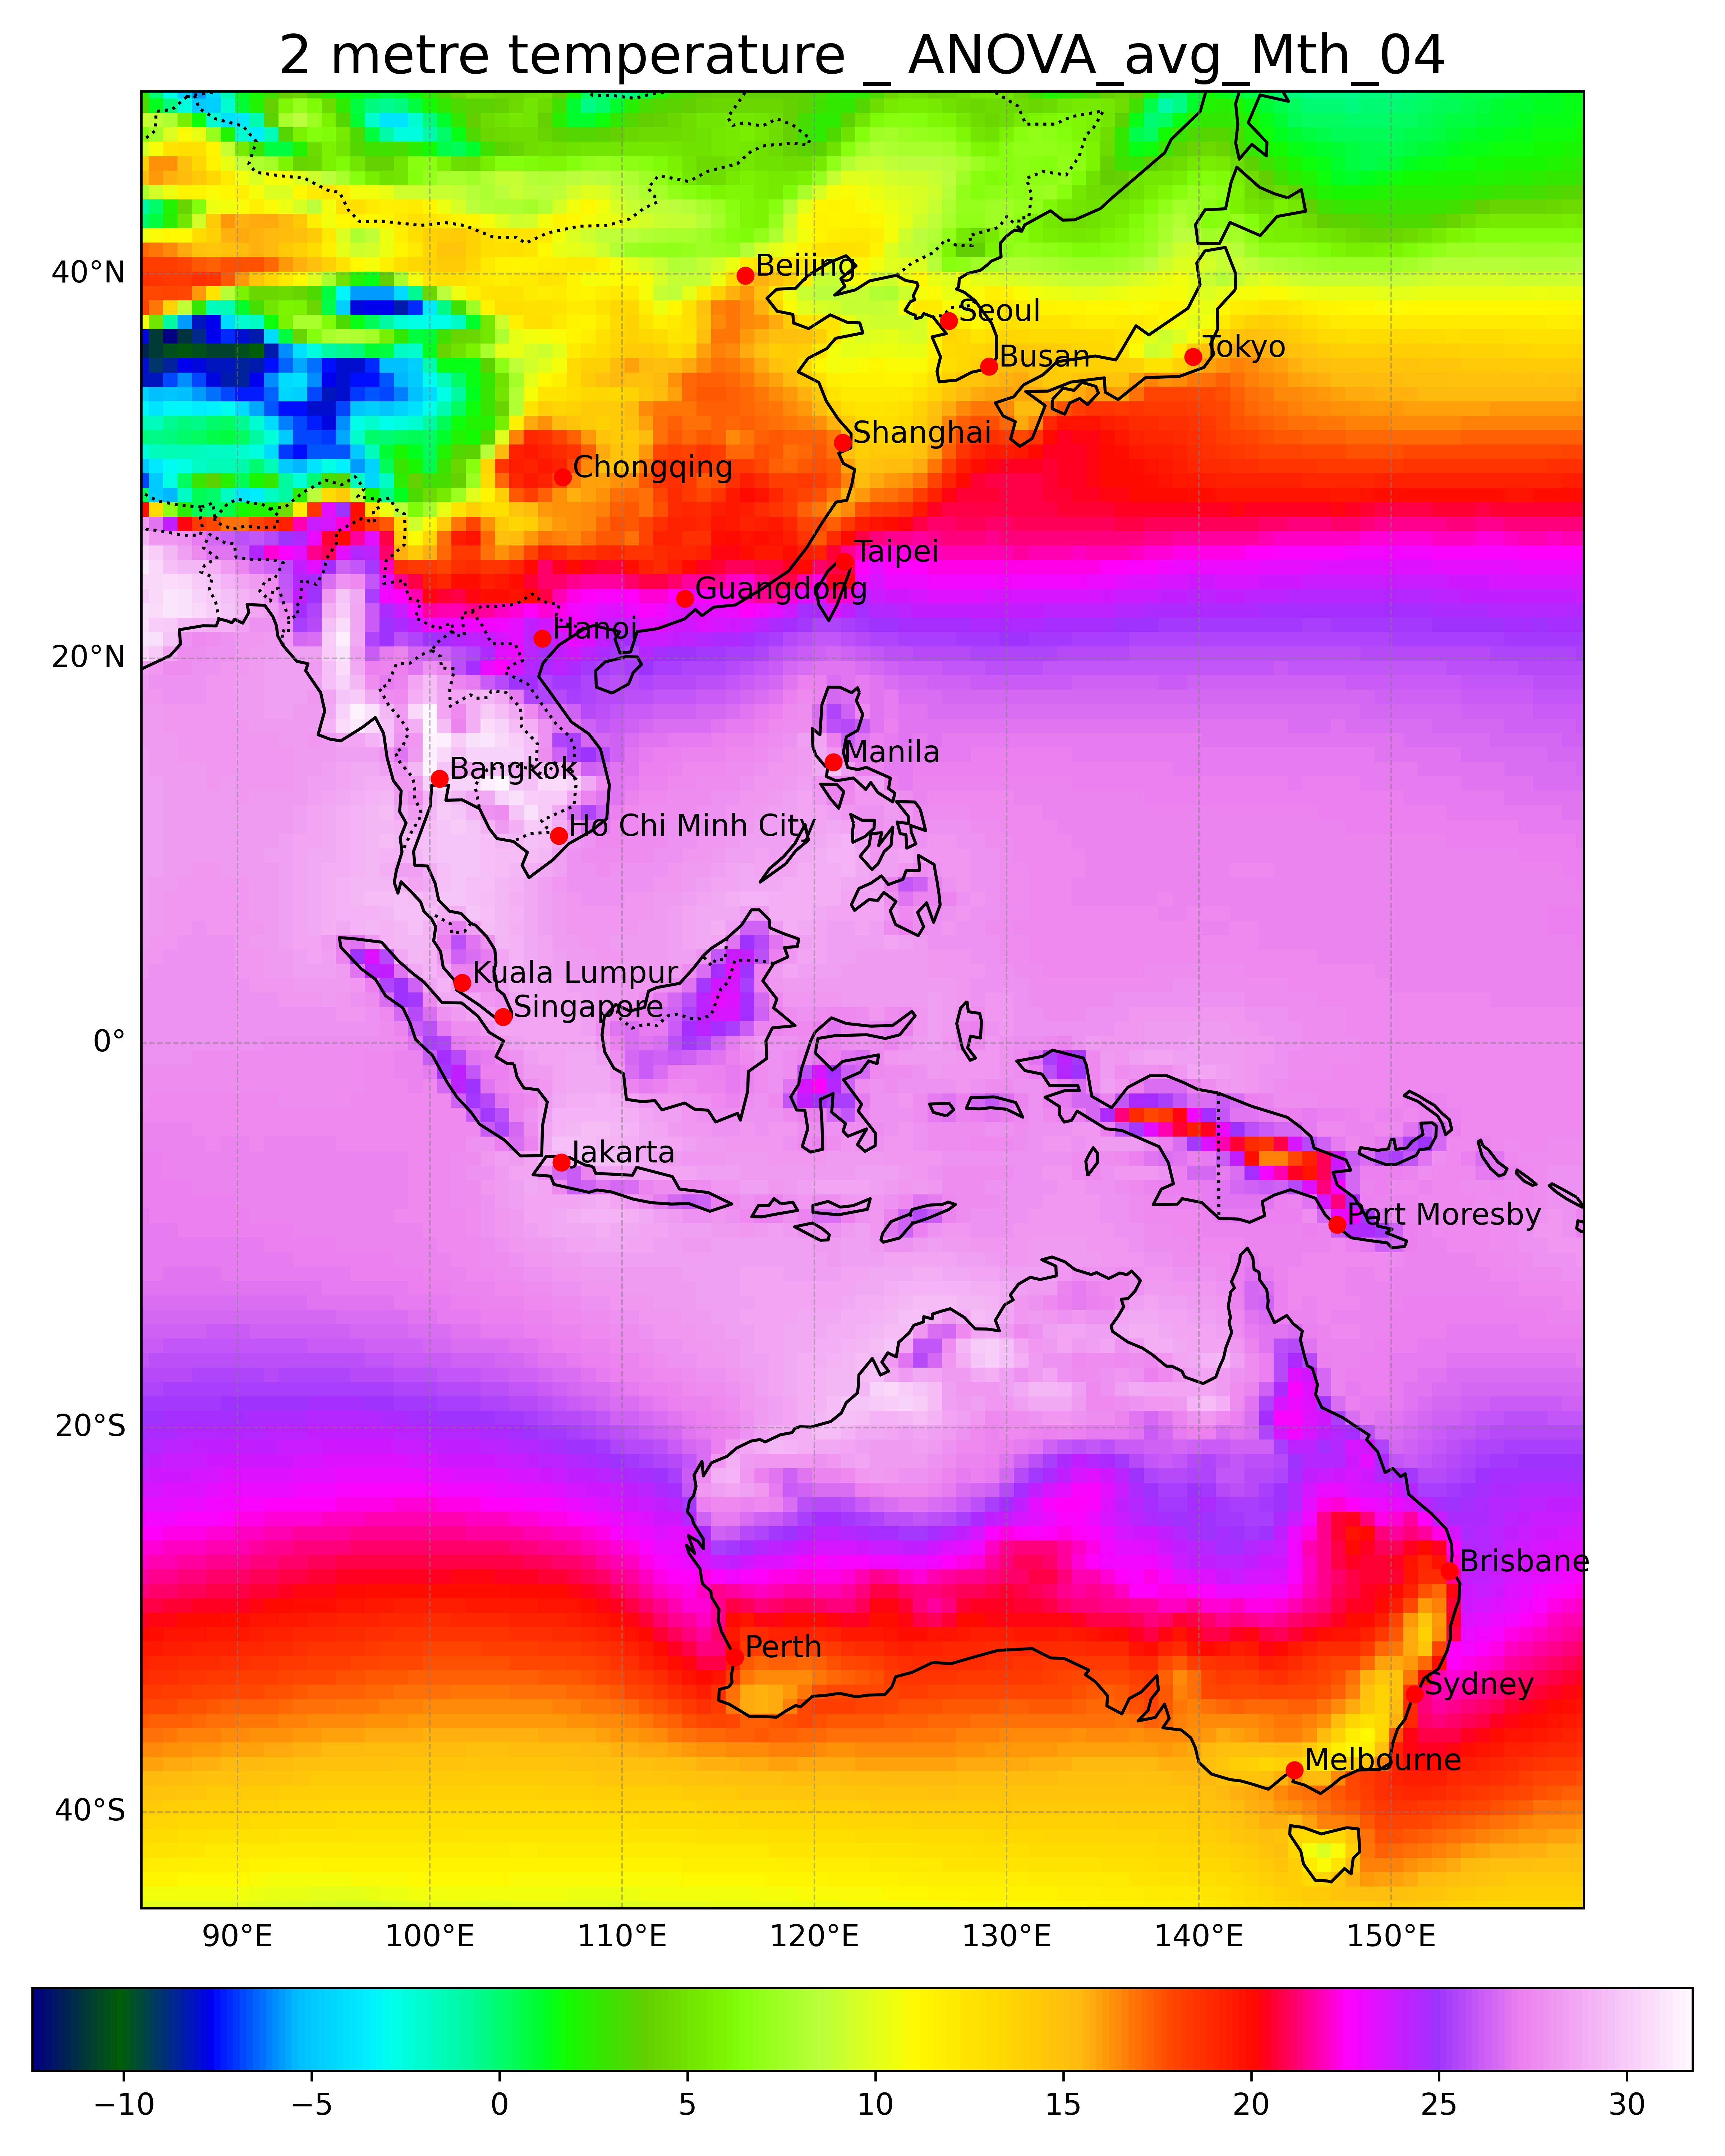 2 metre temperature _ ANOVA_avg_Mth_04
40°N
20°N
0°
20°S
40°S
Beijing
Seoul
Busan
Tokyo
Shanghai
Chongqing
Taipei
Guangdong
Hanoi
Manila
Bangkok
Ho Chi Minh City
Kuala Lumpur
Singapore
Jakarta
Port Moresby
Brisbane
Perth
Sydney
Melbourne
90°E 100°E 110°E 120°E 130°E 140°E 150°E
−10 −5 0 5 10 15 20 25 30